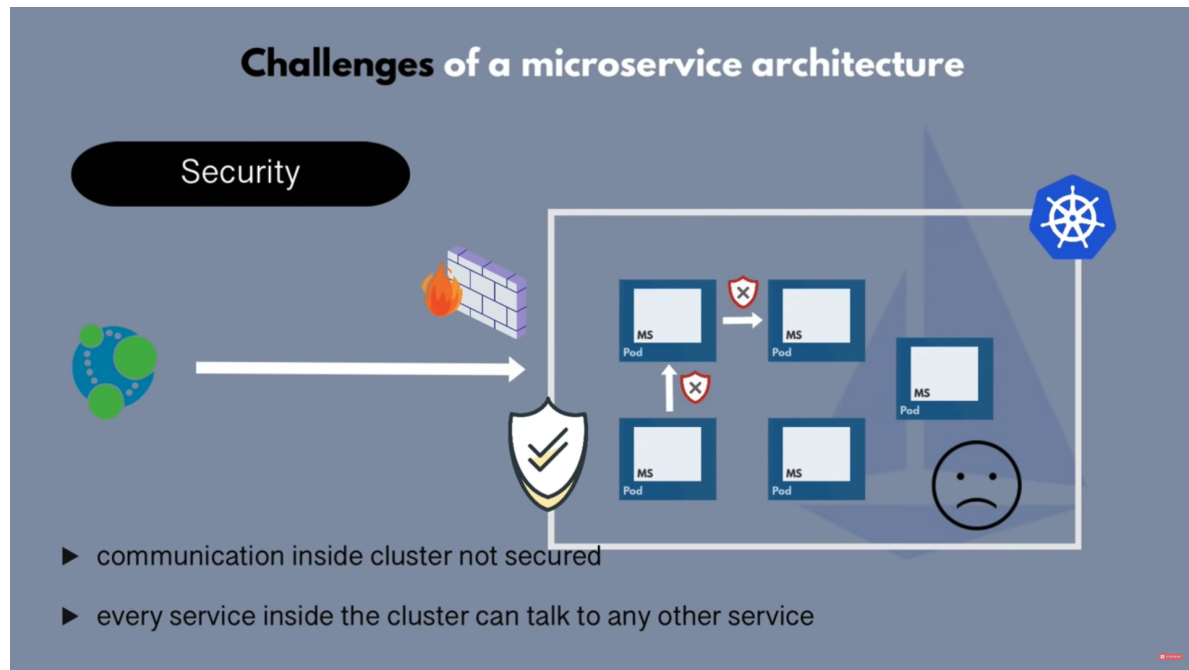 Challenges of a microservice architecture
Security
MS
Pod
MS
Pod
MS
Pod
MS
Pod
MS
Pod
communication inside cluster not secured
every service inside the cluster can talk to any other service